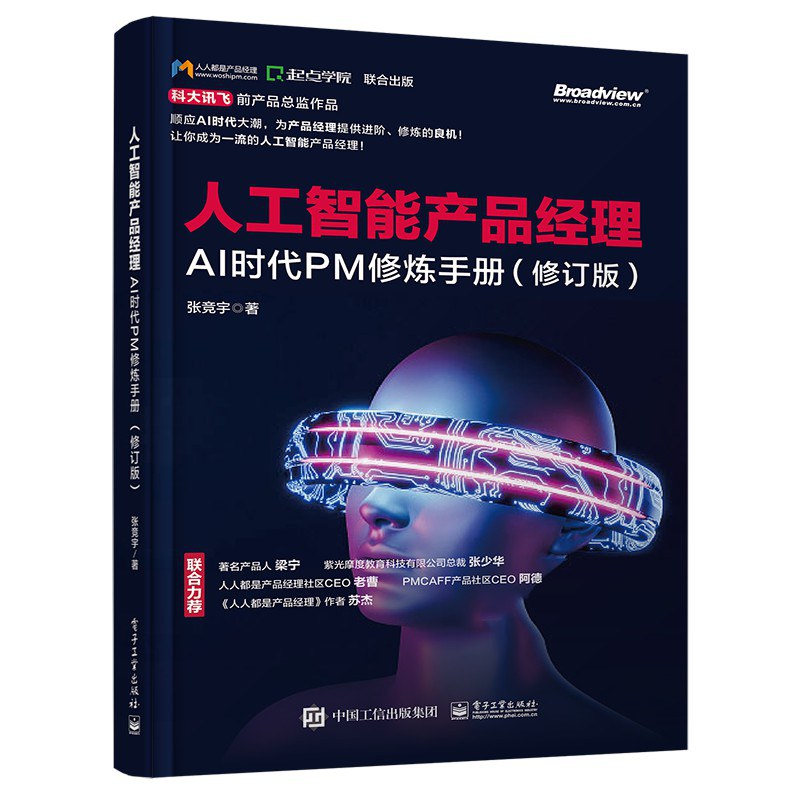 人人都是产品经理
www.woshipm.com
起点学院
联合出版
Broadview®
www.broadview.com.cn
科大讯飞 前产品总监作品
顺应AI时代大潮，为产品经理提供进阶、修炼的良机！
让你成为一流的人工智能产品经理！
人工智能产品经理
AI时代PM修炼手册（修订版）
张竞宇◎著
联合力荐
著名产品人 梁宁 紫光摩度教育科技有限公司总裁 张少华
人人都是产品经理社区CEO 老曹 PMCAFF产品社区CEO 阿德
《人人都是产品经理》作者 苏杰
中国工信出版集团
电子工业出版社
PUBLISHING HOUSE OF ELECTRONICS INDUSTRY
http://www.phei.com.cn
人工智能产品经理 AI时代PM修炼手册（修订版）
张竞宇/著
电子工业出版社